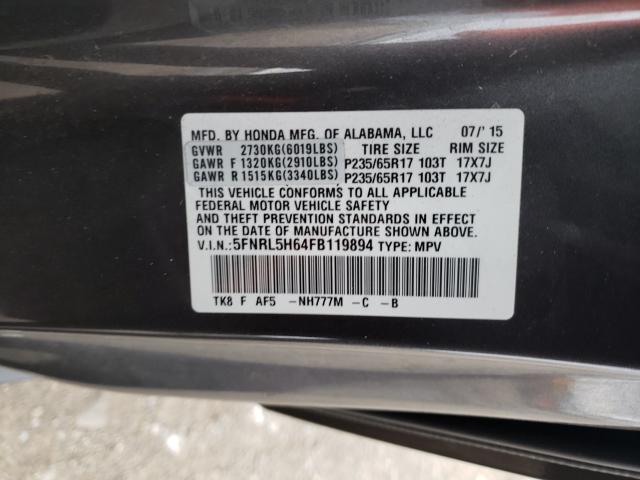 MFD. BY HONDA MFG. OF ALABAMA, LLC 07/'15
GVWR 2730KG(6019LBS) TIRE SIZE RIM SIZE
GAWR F 1320KG(2910LBS) P235/65R17 103T 17X7J
GAWR R 1515KG(3340LBS) P235/65R17 103T 17X7J
THIS VEHICLE CONFORMS TO ALL APPLICABLE
FEDERAL MOTOR VEHICLE SAFETY
AND THEFT PREVENTION STANDARDS IN EFFECT
ON THE DATE OF MANUFACTURE SHOWN ABOVE.
V.I.N.:5FNRL5H64FB119894 TYPE: MPV
TK8 F AF5 -NH777M -C -B